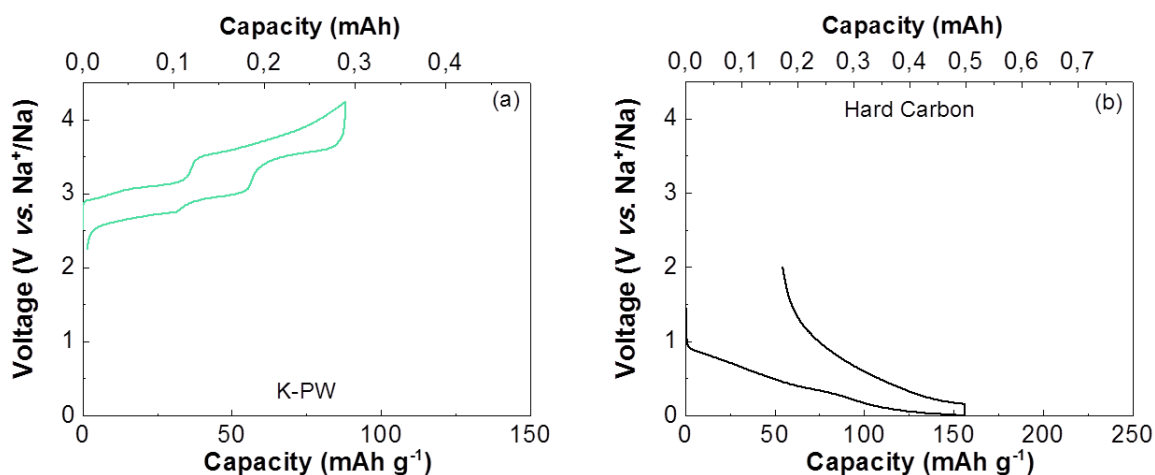 Capacity (mAh)
0,0 0,1 0,2 0,3 0,4
(a)
Voltage (V vs. Na⁺/Na)
4
3
2
1
0
K-PW
0 50 100 150
Capacity (mAh g⁻¹)
Capacity (mAh)
0,0 0,1 0,2 0,3 0,4 0,5 0,6 0,7
Hard Carbon
(b)
Voltage (V vs. Na⁺/Na)
4
3
2
1
0
0 50 100 150 200 250
Capacity (mAh g⁻¹)